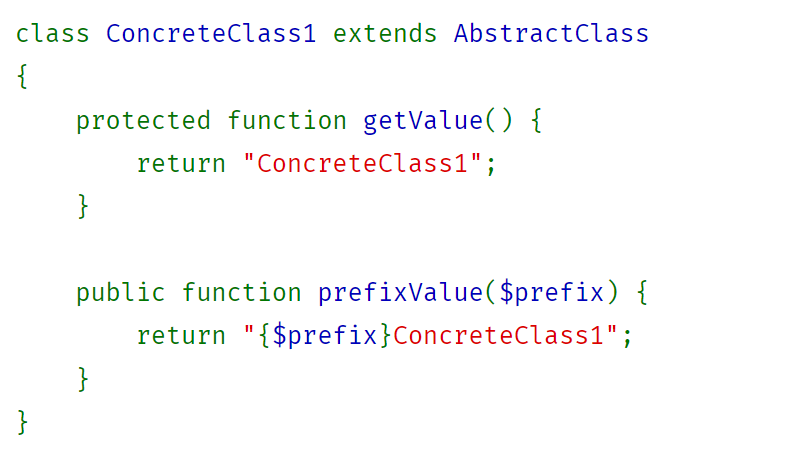 class ConcreteClass1 extends AbstractClass
{
    protected function getValue() {
        return "ConcreteClass1";
    }

    public function prefixValue($prefix) {
        return "{$prefix}ConcreteClass1";
    }
}